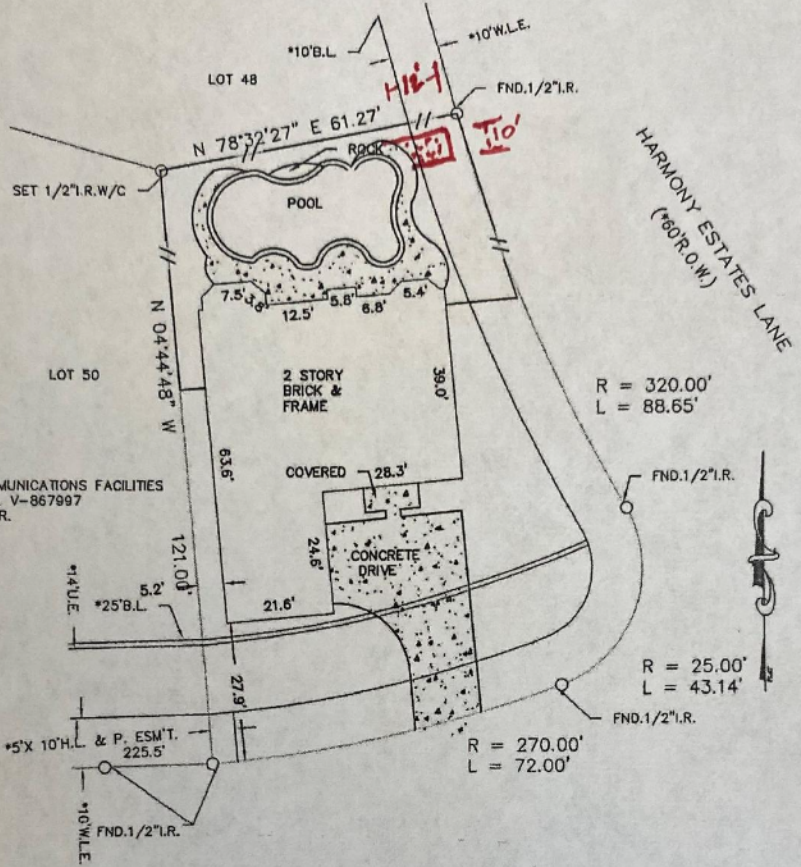 *10'B.L.
*10'W.L.E.
LOT 48
FND.1/2"I.R.
N 78°32'27" E 61.27'
10'
ROCK
SET 1/2"I.R.W/C
POOL
HARMONY ESTATES LANE
(*60'R.O.W.)
7.5'
12.5'
5.8'
6.8'
5.4'
N 04°44'48" W
121.00'
LOT 50
2 STORY
BRICK &
FRAME
39.0'
R = 320.00'
L = 88.65'
63.6'
COVERED
28.3'
MUNICATIONS FACILITIES
V-867997
R.
FND.1/2"I.R.
24.6'
CONCRETE
DRIVE
*14'U.E.
5.2'
*25'B.L.
21.6'
27.9'
R = 25.00'
L = 43.14'
FND.1/2"I.R.
*5'X 10'H.L. & P. ESM'T.
225.5'
R = 270.00'
L = 72.00'
*10'W.L.E.
FND.1/2"I.R.